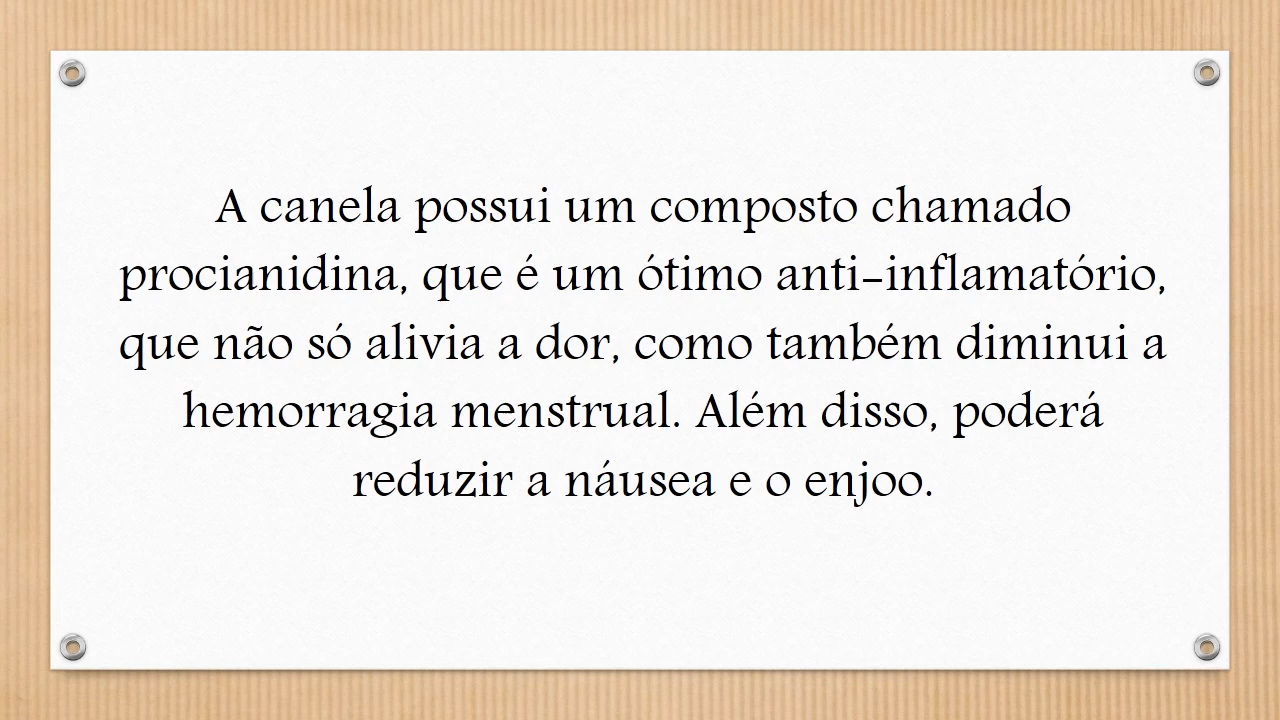 A canela possui um composto chamado
procianidina, que é um ótimo anti-inflamatório,
que não só alivia a dor, como também diminui a
hemorragia menstrual. Além disso, poderá
reduzir a náusea e o enjoo.